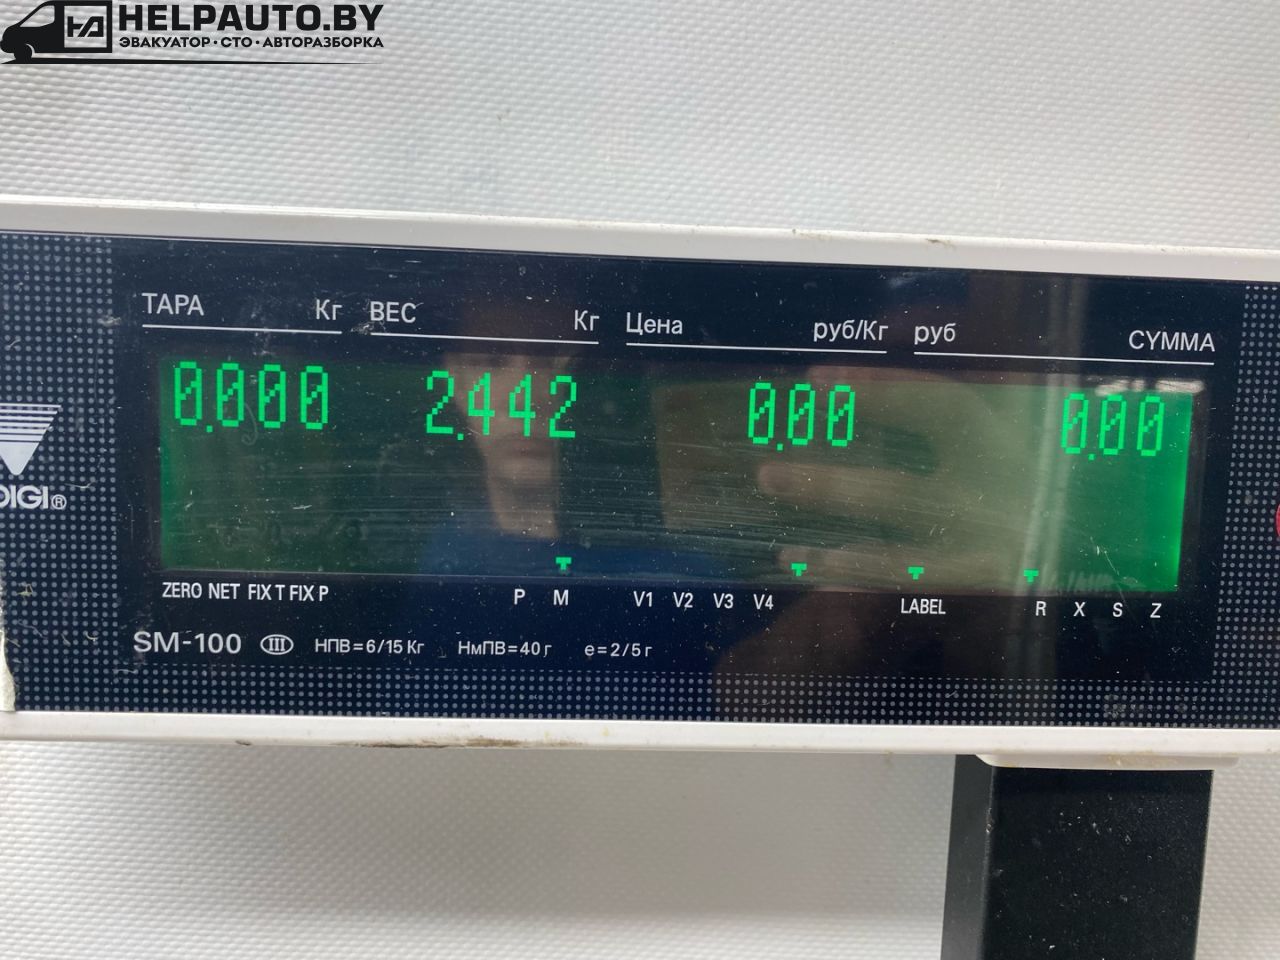 HELPAUTO.BY
ЭВАКУАТОР·СТО·АВТОРАЗБОРКА
ТАРА Кг ВЕС Кг Цена руб/Кг руб СУММА
0.000 2.442 0.00 0.00
DIGI®
ZERO NET FIX T FIX P P M V1 V2 V3 V4 LABEL R X S Z
SM-100 III НПВ=6/15 Кг НмПВ=40 г e=2/5 г